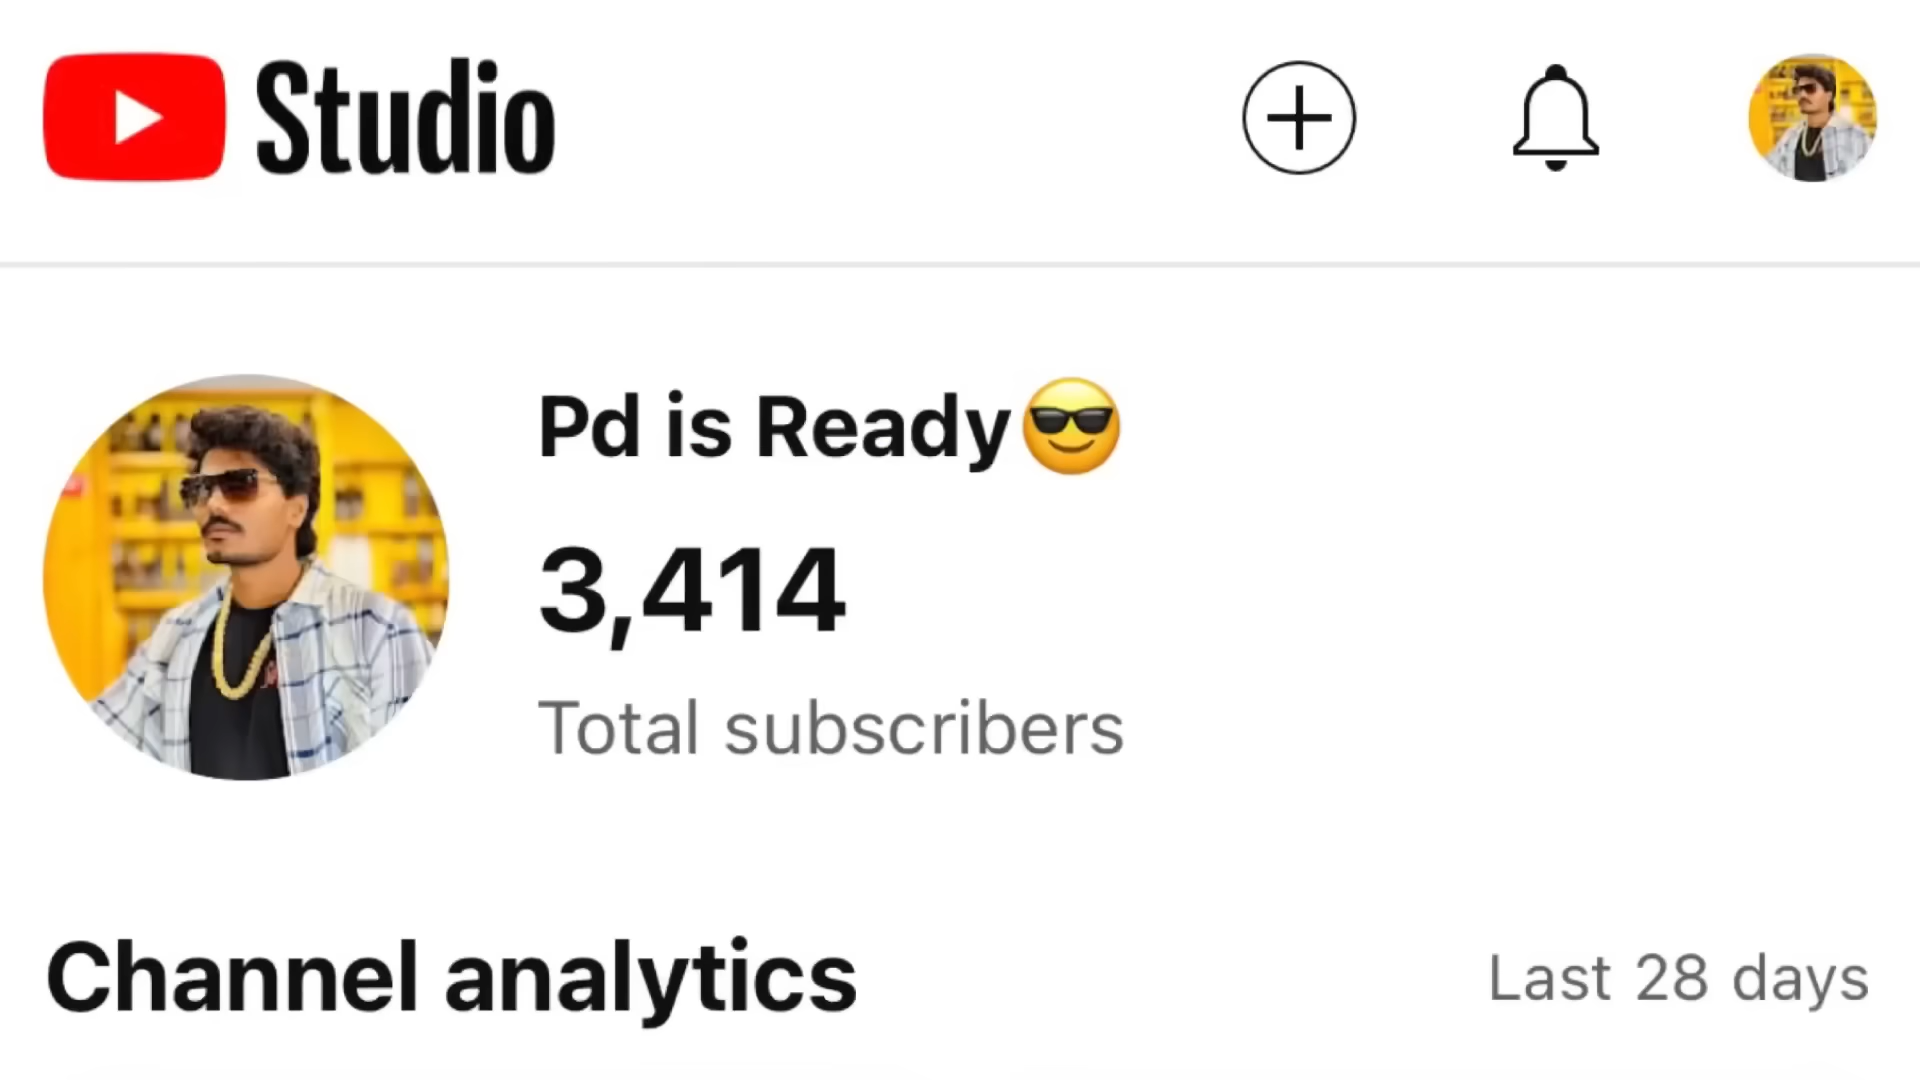 Studio
Pd is Ready😎
3,414
Total subscribers
Channel analytics
Last 28 days